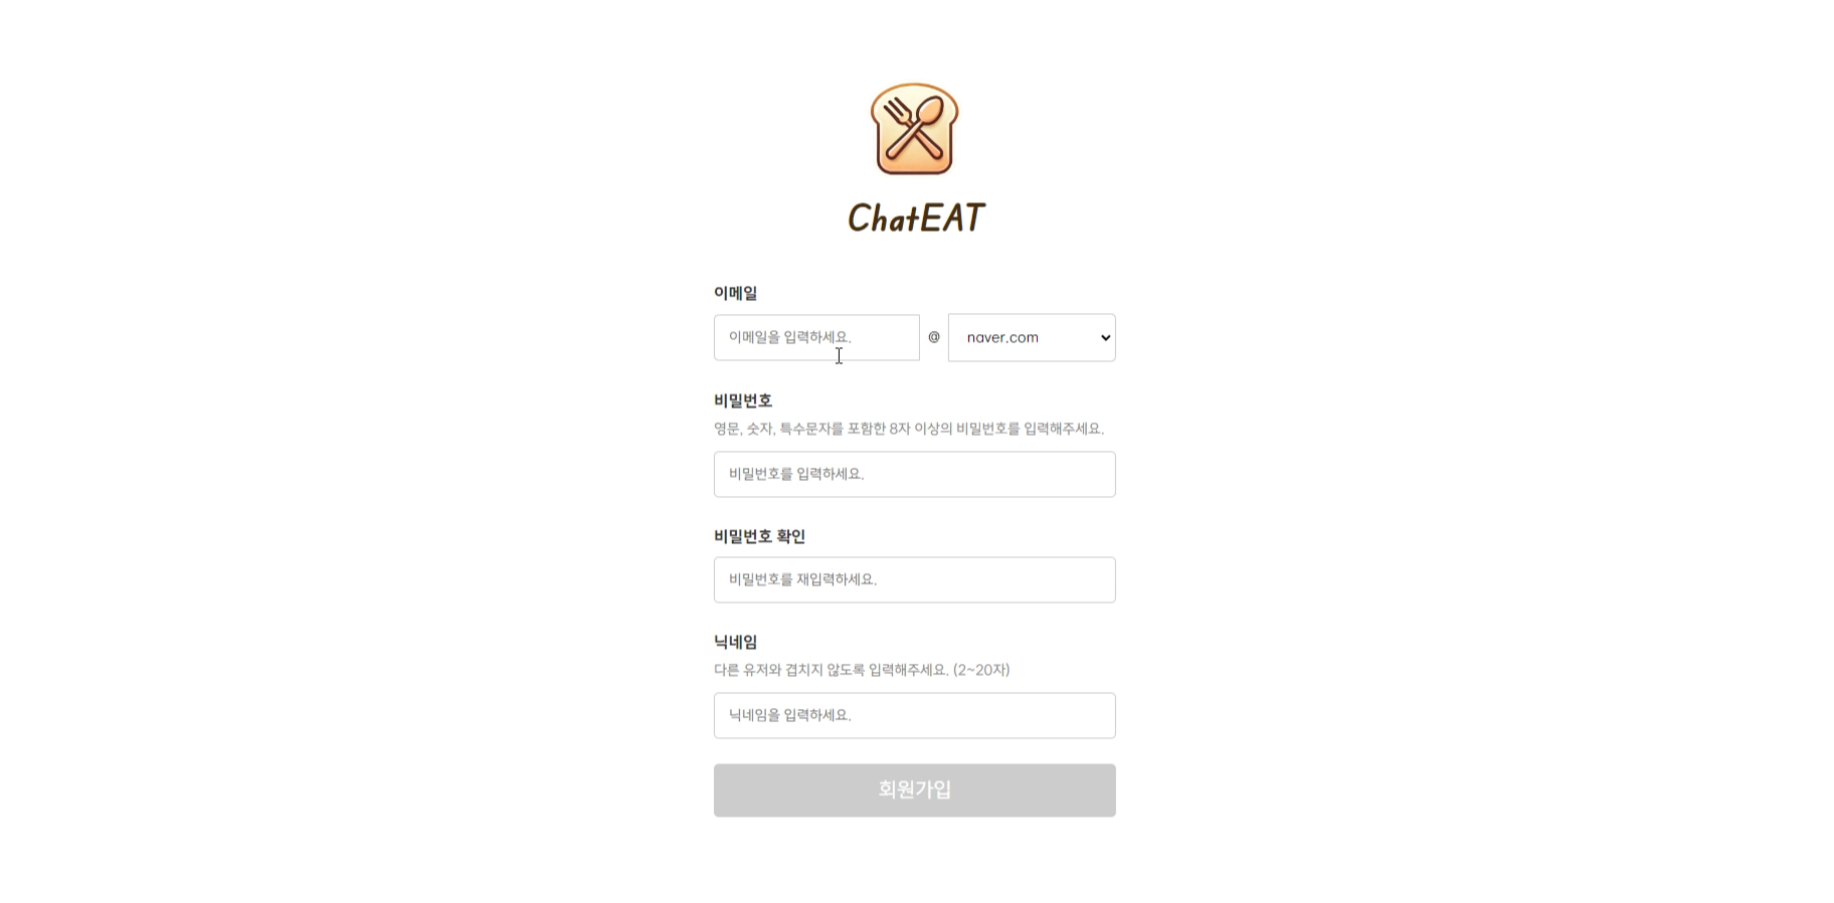 ChatEAT
이메일
이메일을 입력하세요. @ naver.com
비밀번호
영문, 숫자, 특수문자를 포함한 8자 이상의 비밀번호를 입력해주세요.
비밀번호를 입력하세요.
비밀번호 확인
비밀번호를 재입력하세요.
닉네임
다른 유저와 겹치지 않도록 입력해주세요. (2~20자)
닉네임을 입력하세요.
회원가입